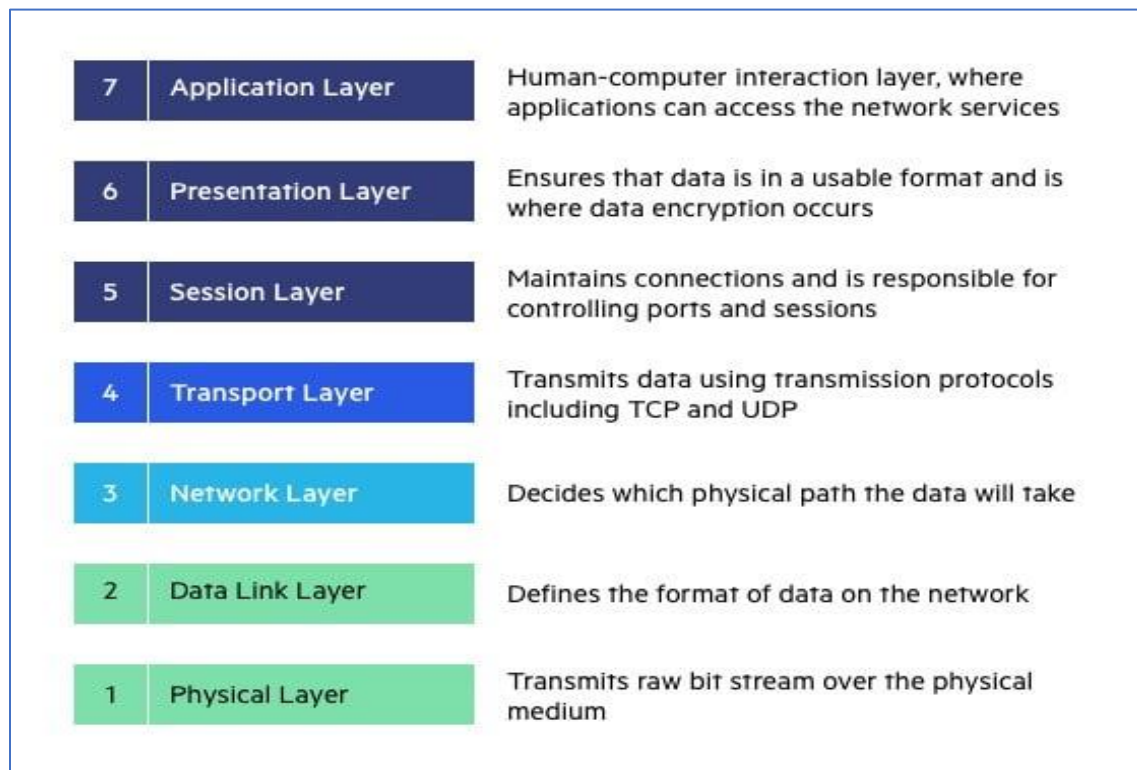 7 Application Layer
Human-computer interaction layer, where
applications can access the network services
6 Presentation Layer
Ensures that data is in a usable format and is
where data encryption occurs
5 Session Layer
Maintains connections and is responsible for
controlling ports and sessions
4 Transport Layer
Transmits data using transmission protocols
including TCP and UDP
3 Network Layer
Decides which physical path the data will take
2 Data Link Layer
Defines the format of data on the network
1 Physical Layer
Transmits raw bit stream over the physical
medium